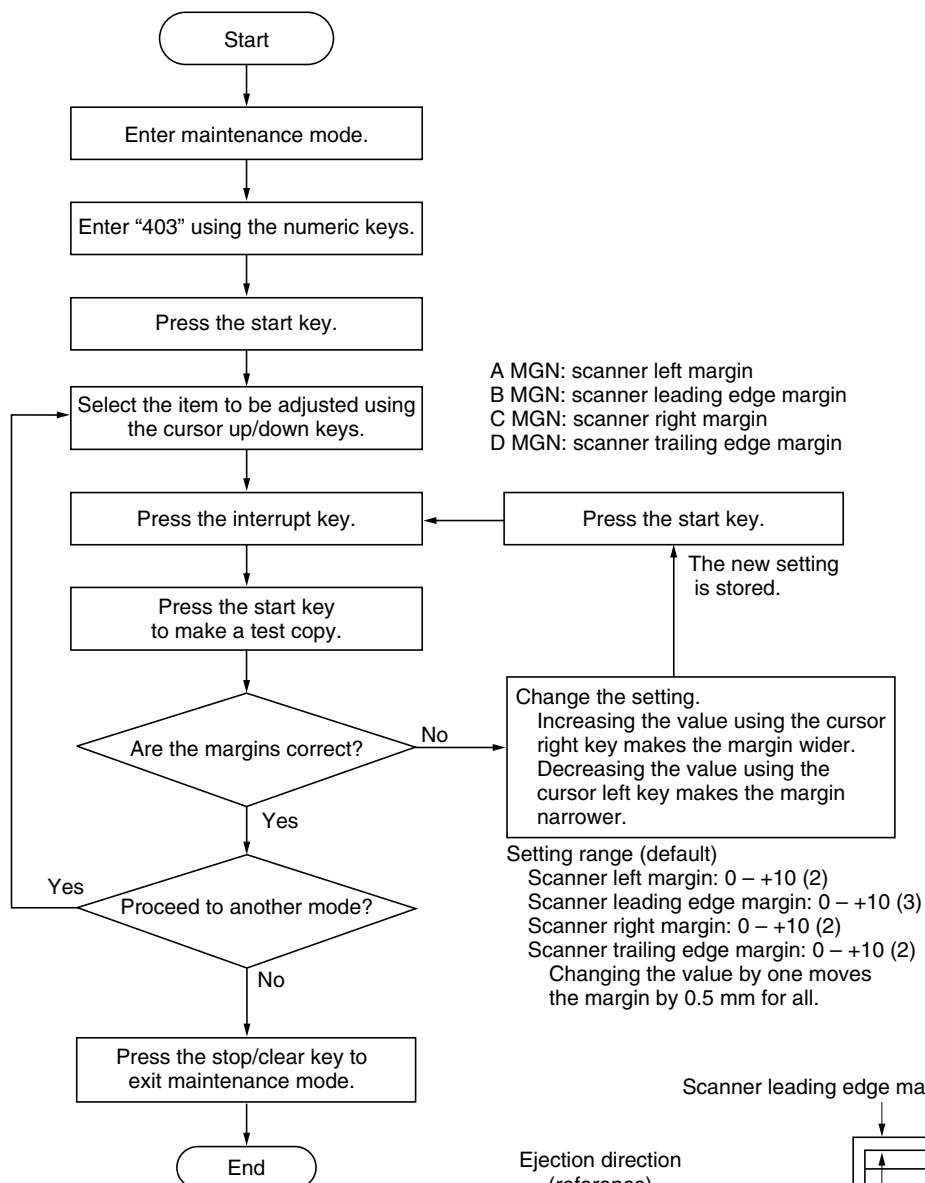 Start
Enter maintenance mode.
Enter “403” using the numeric keys.
Press the start key.
Select the item to be adjusted using
the cursor up/down keys.
A MGN: scanner left margin
B MGN: scanner leading edge margin
C MGN: scanner right margin
D MGN: scanner trailing edge margin
Press the interrupt key.
Press the start key.
The new setting
is stored.
Press the start key
to make a test copy.
Are the margins correct?
No
Change the setting.
Increasing the value using the cursor
right key makes the margin wider.
Decreasing the value using the
cursor left key makes the margin
narrower.
Yes
Setting range (default)
Scanner left margin: 0 – +10 (2)
Scanner leading edge margin: 0 – +10 (3)
Scanner right margin: 0 – +10 (2)
Scanner trailing edge margin: 0 – +10 (2)
Changing the value by one moves
the margin by 0.5 mm for all.
Yes
Proceed to another mode?
No
Press the stop/clear key to
exit maintenance mode.
End
Scanner leading edge
Ejection direction
(reference)